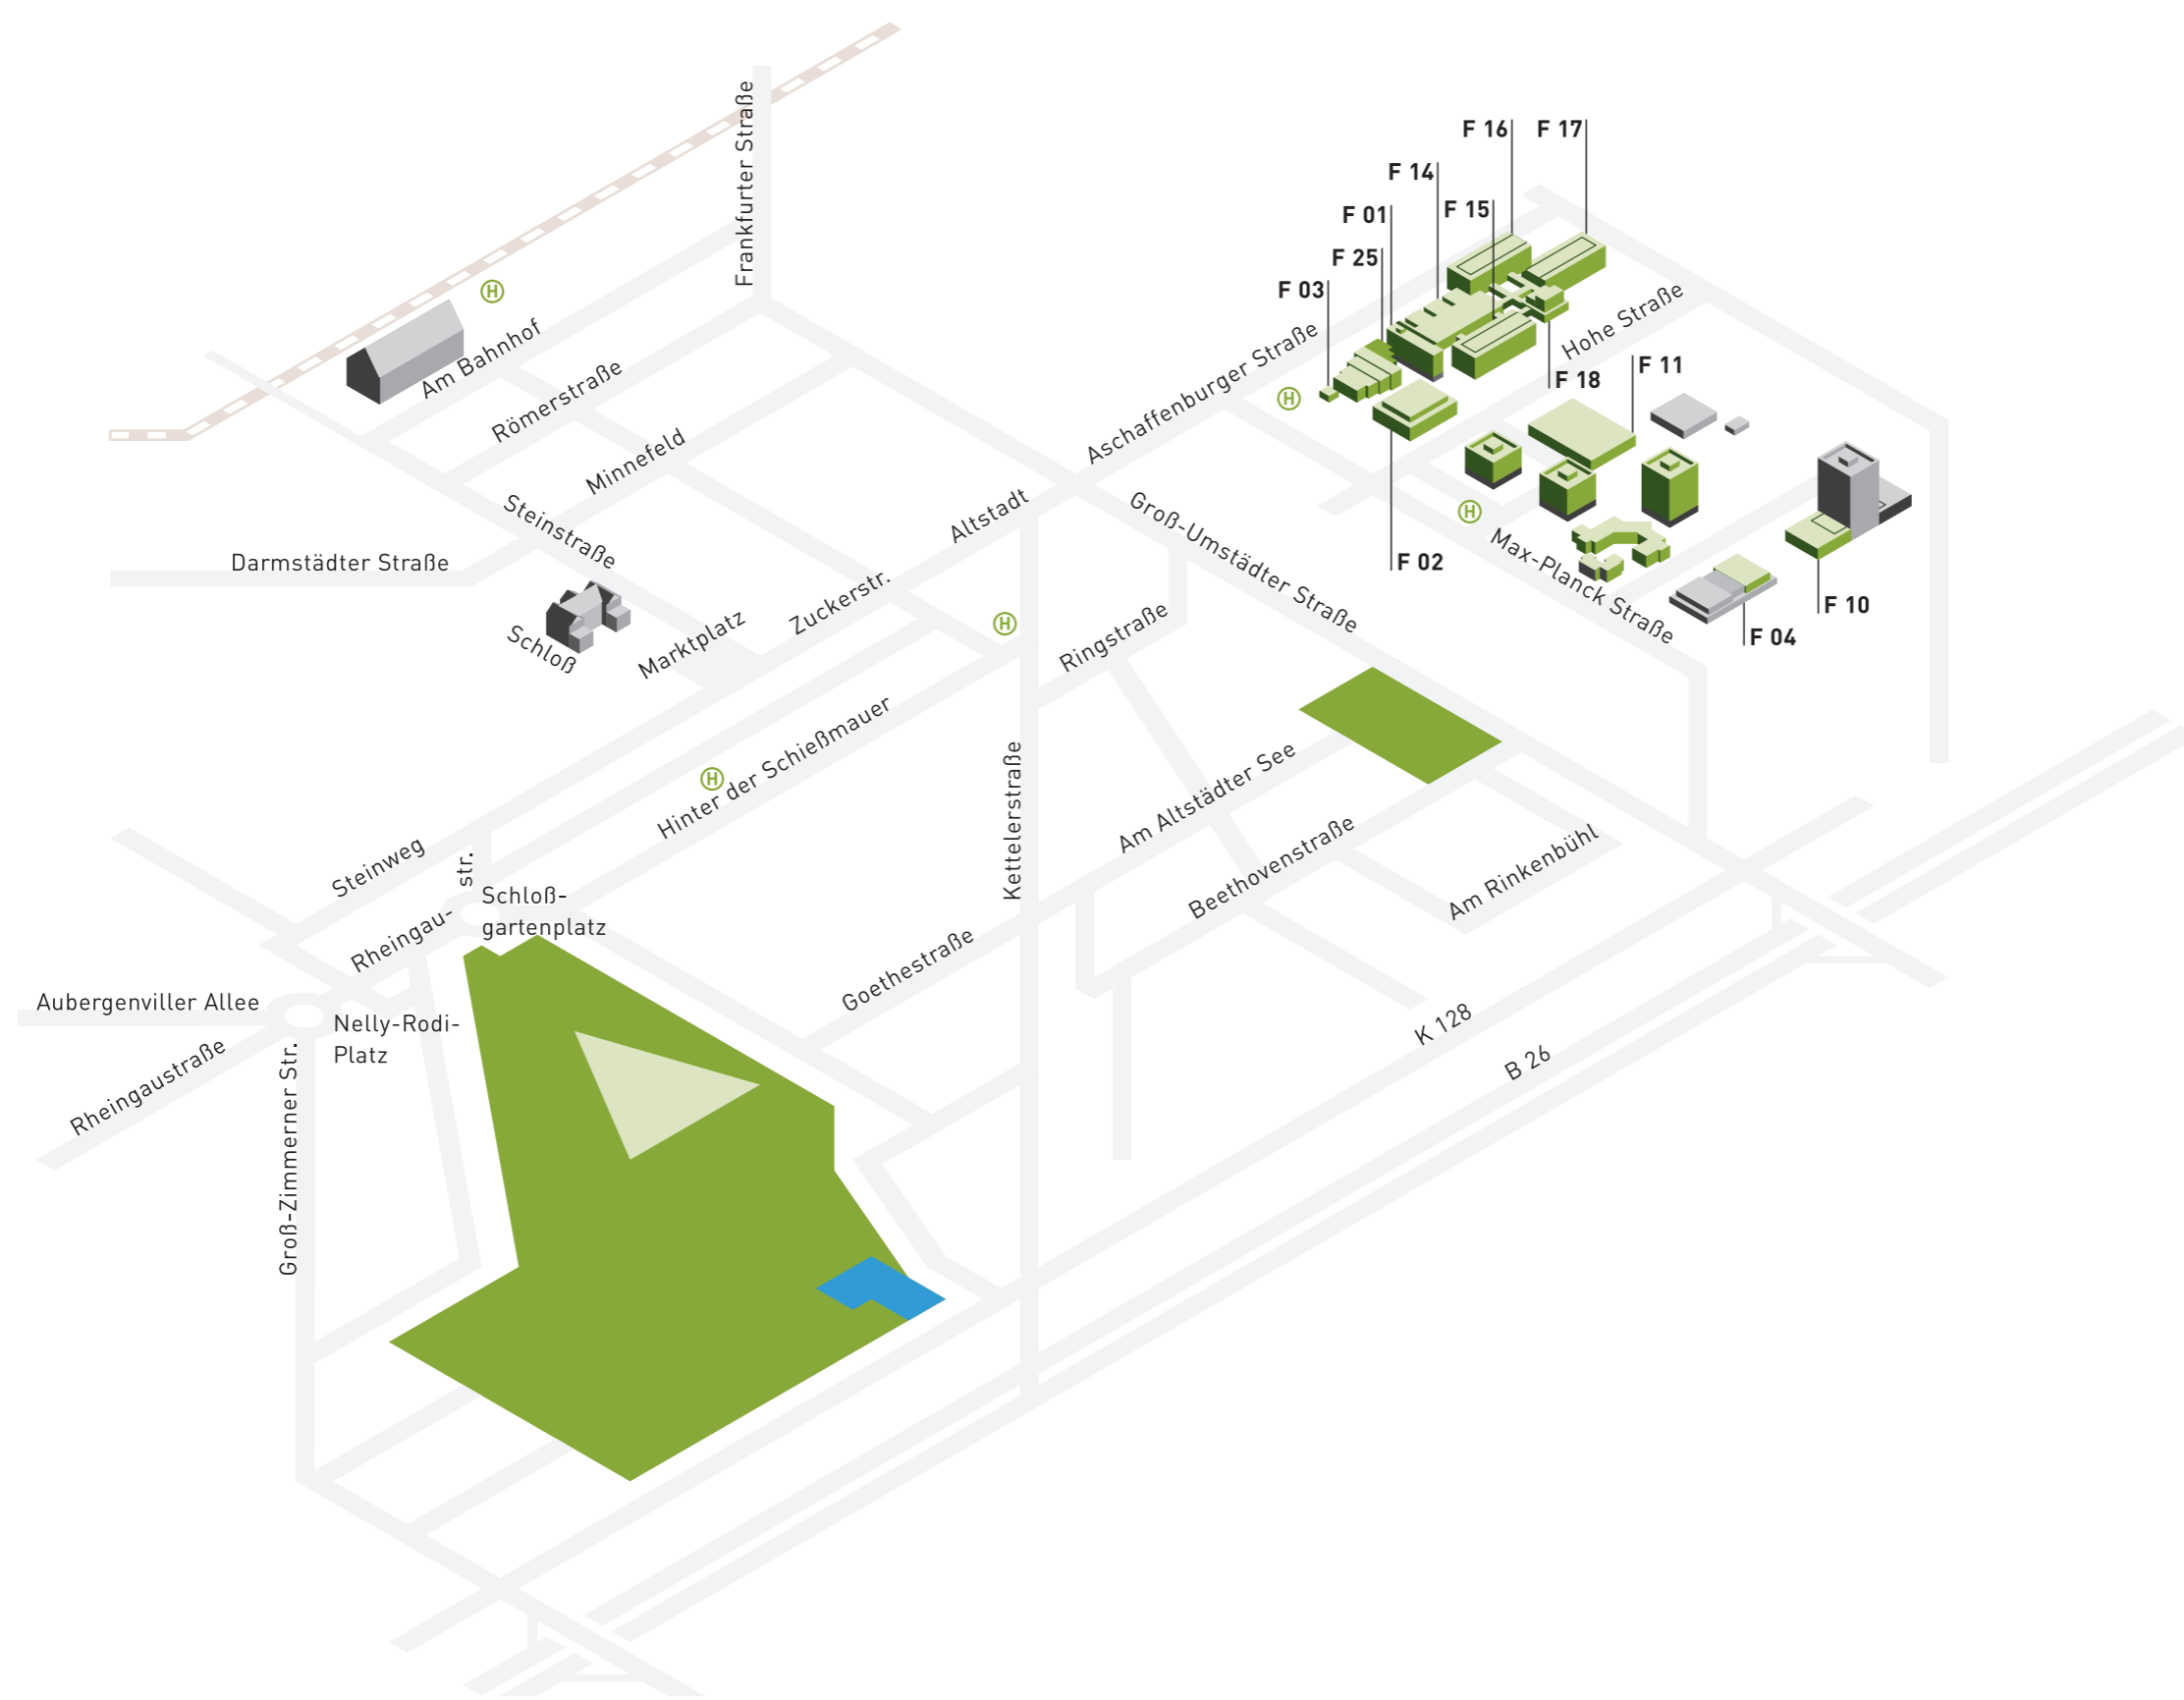 F 16
F 17
F 14
F 01
F 15
F 25
F 03
Frankfurter Straße
H
Am Bahnhof
Römerstraße
Minnefeld
Steinstraße
Darmstädter Straße
Schloß
Marktplatz
Zuckerstr.
Altstadt
Aschaffenburger Straße
H
Hohe Straße
F 18
F 11
H
F 02
Max-Planck Straße
F 10
F 04
Groß-Umstädter Straße
H
Ringstraße
H
Hinter der Schießmauer
Kettelerstraße
Am Altstädter See
Beethovenstraße
Am Rinkenbühl
Steinweg
Rheingau-
str.
Schloß-
gartenplatz
Goethestraße
Aubergenviller Allee
Nelly-Rodi-
Platz
Rheingaustraße
Groß-Zimmerner Str.
K 128
B 26